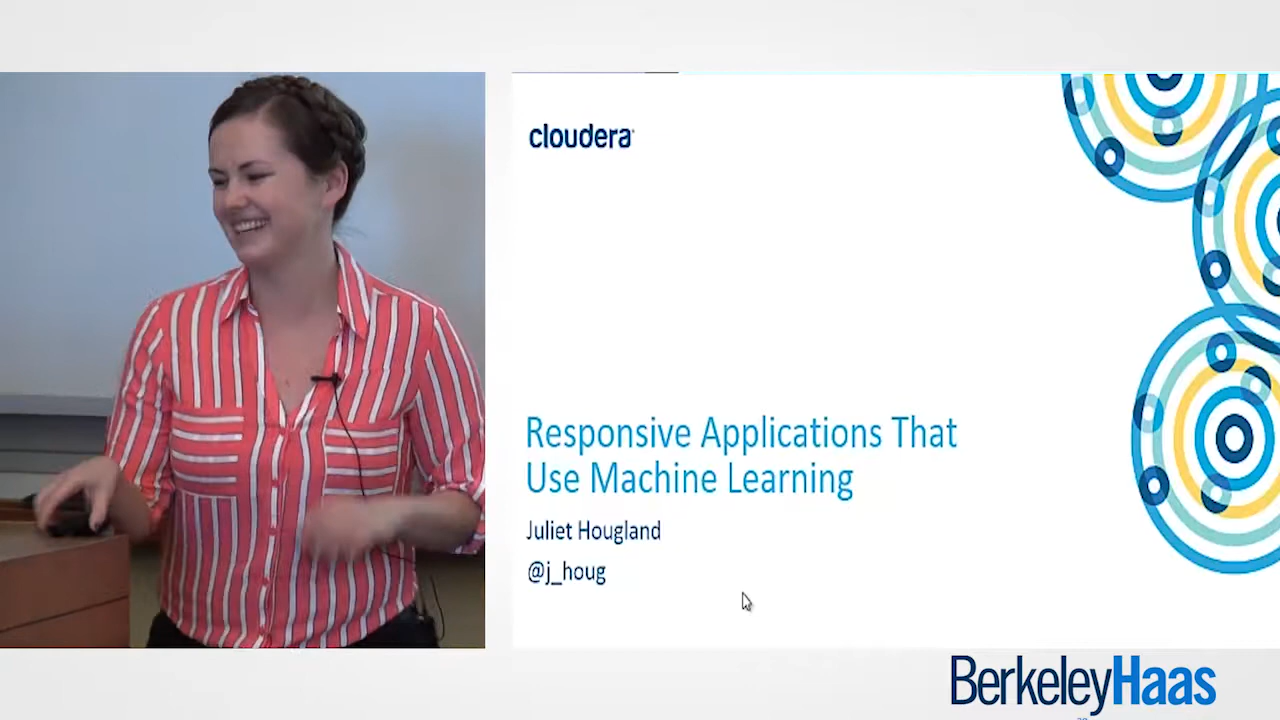 cloudera
Responsive Applications That
Use Machine Learning
Juliet Hougland
@j_houg
BerkeleyHaas